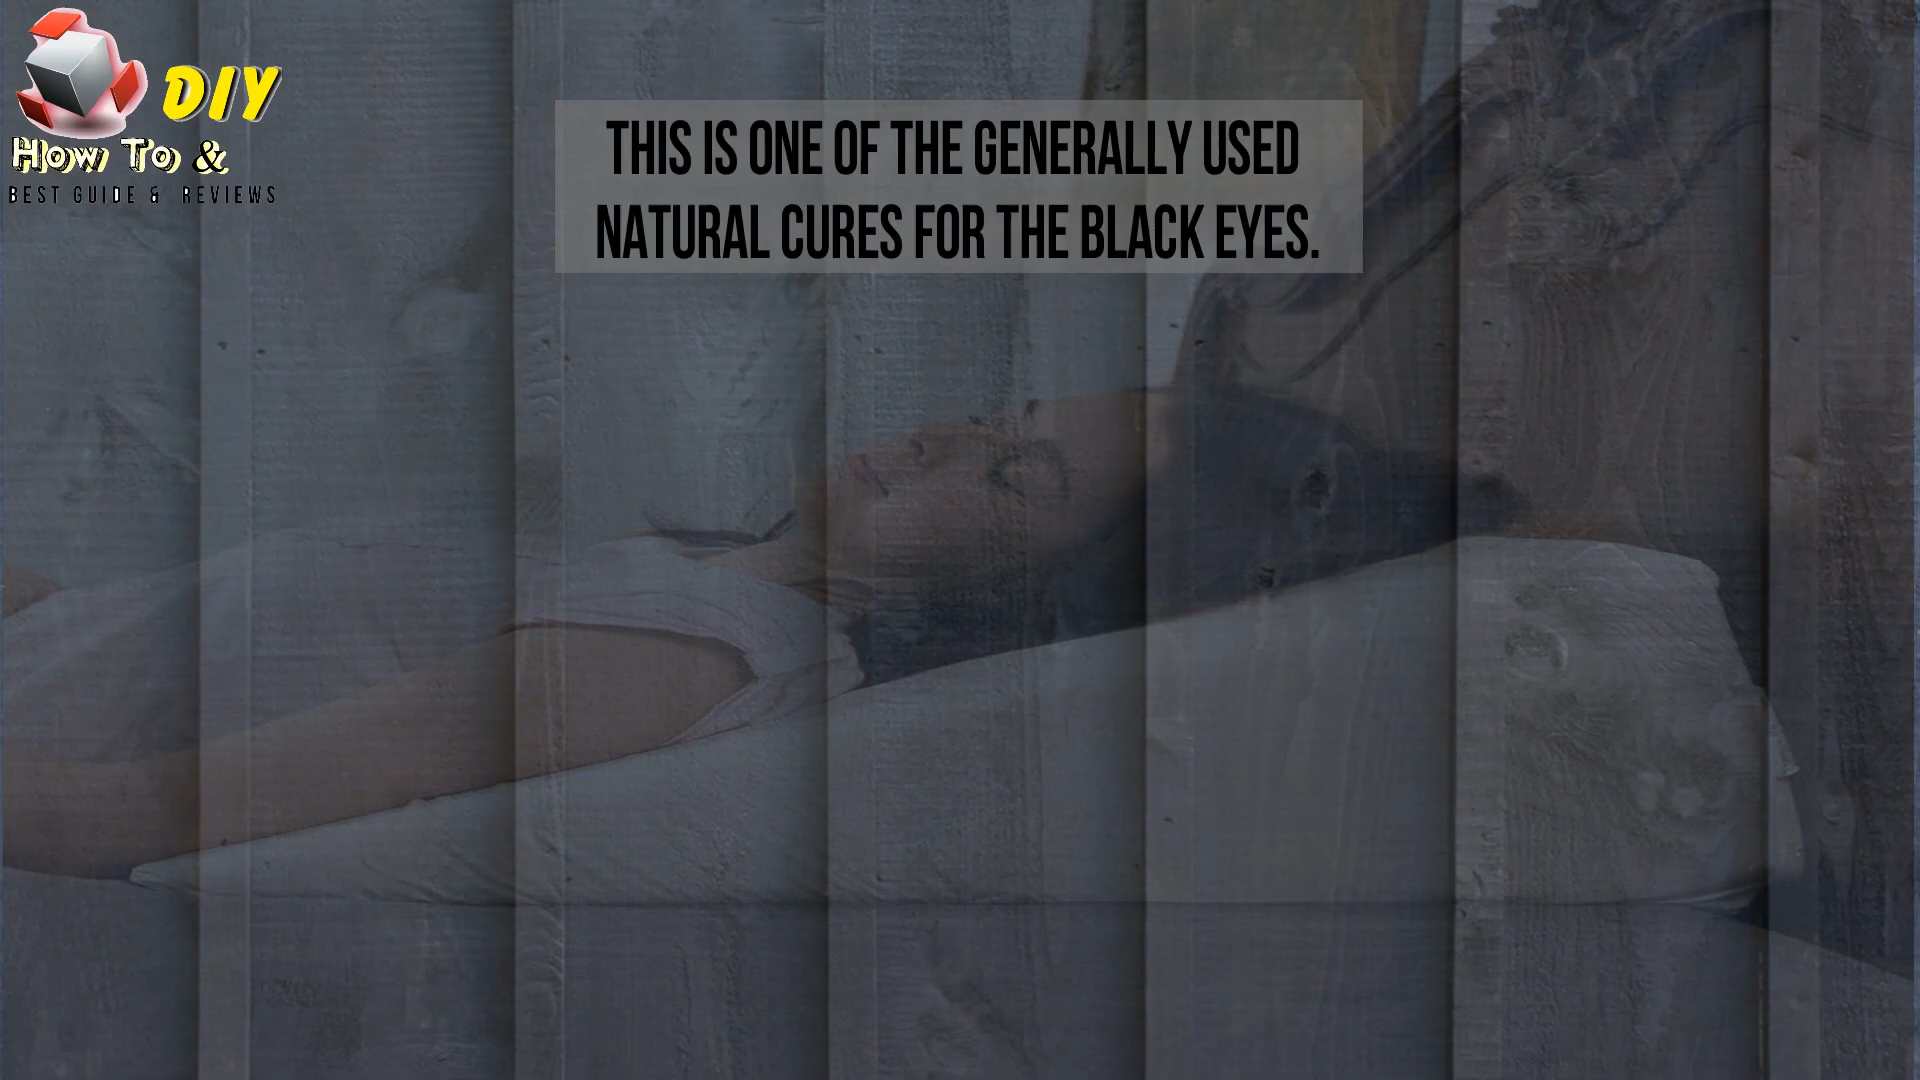 DIY
How To &
BEST GUIDE & REVIEWS
THIS IS ONE OF THE GENERALLY USED
NATURAL CURES FOR THE BLACK EYES.